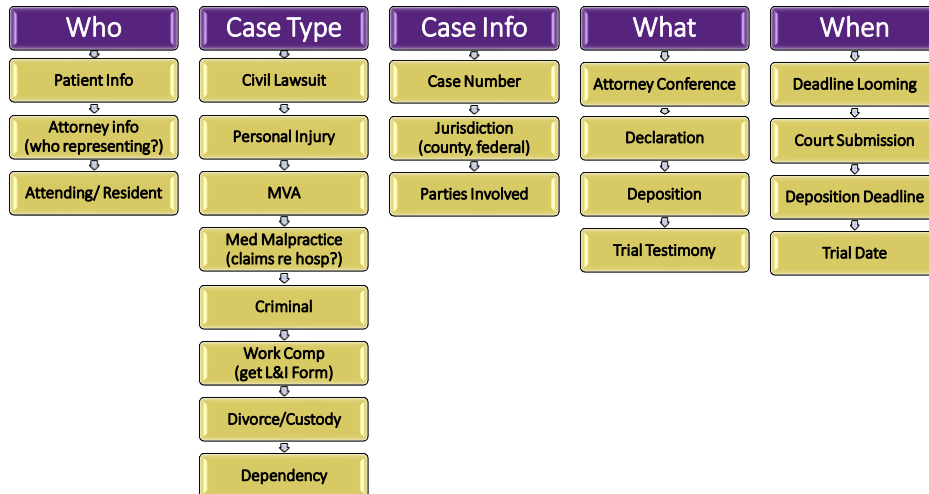 Who
Patient Info
Attorney info
(who representing?)
Attending/ Resident
Case Type
Civil Lawsuit
Personal Injury
MVA
Med Malpractice
(claims re hosp?)
Criminal
Work Comp
(get L&I Form)
Divorce/Custody
Dependency
Case Info
Case Number
Jurisdiction
(county, federal)
Parties Involved
What
Attorney Conference
Declaration
Deposition
Trial Testimony
When
Deadline Looming
Court Submission
Deposition Deadline
Trial Date